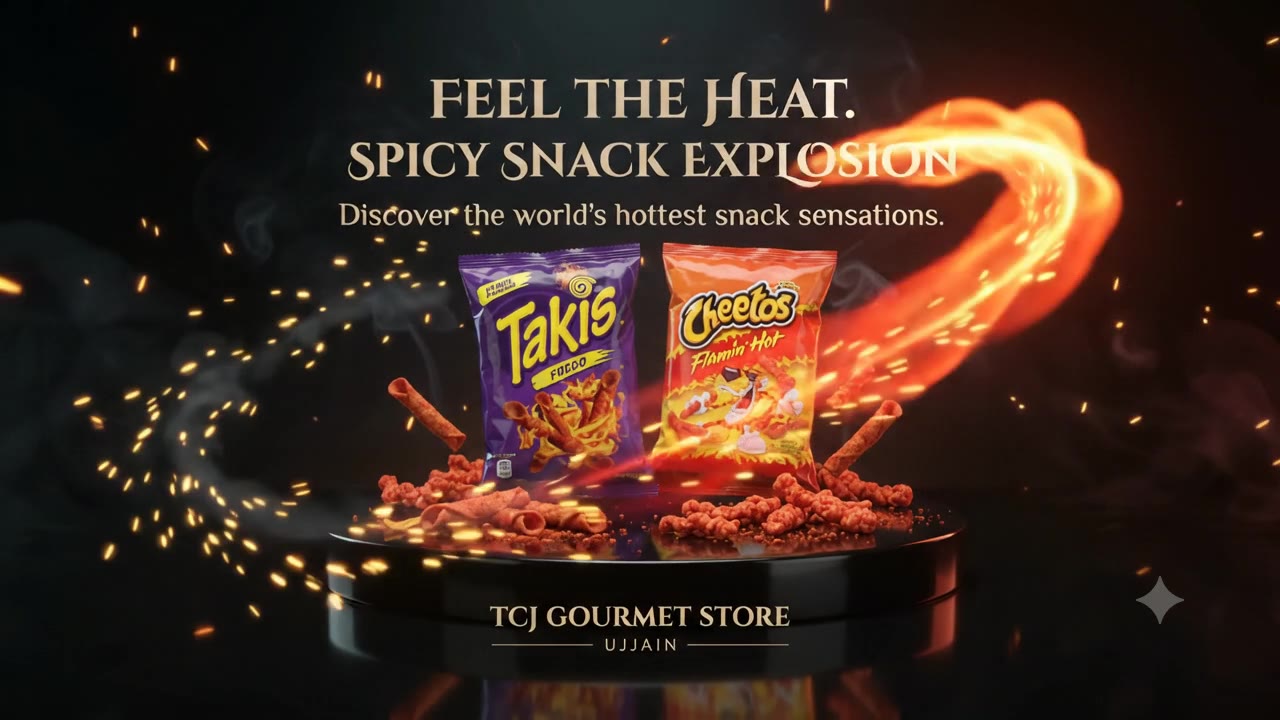 FEEL THE HEAT.
SPICY SNACK EXPLOSION
Discover the world's hottest snack sensations.
Takis
FUEGO
Cheetos
Flamin' Hot
TCJ GOURMET STORE
UJJAIN